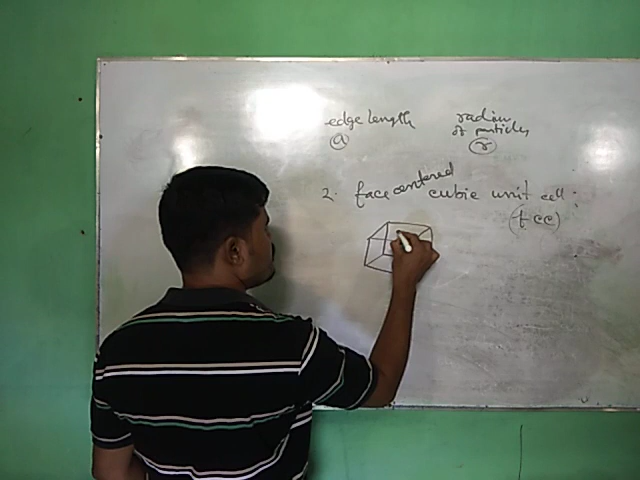 edge length
radius
of particles
a
r
2. face centered cubic unit cell:
(fcc)